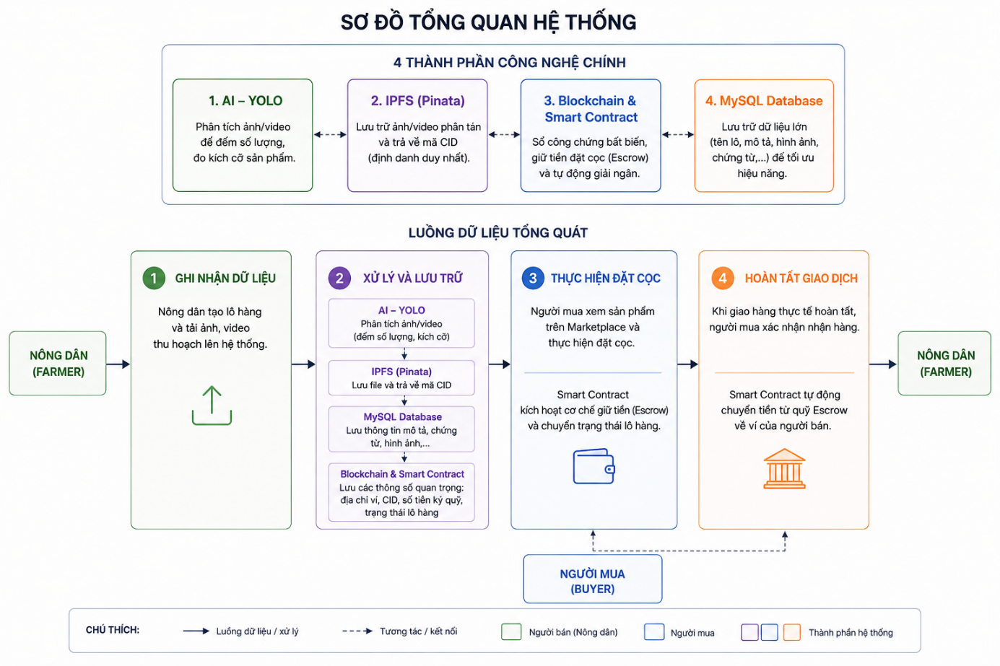 SƠ ĐỒ TỔNG QUAN HỆ THỐNG
4 THÀNH PHẦN CÔNG NGHỆ CHÍNH
1. AI – YOLO
Phân tích ảnh/video
để đếm số lượng,
đo kích cỡ sản phẩm.
2. IPFS (Pinata)
Lưu trữ ảnh/video phân tán
và trả về mã CID
(định danh duy nhất).
3. Blockchain &
Smart Contract
Sổ công chứng bất biến,
giữ tiền đặt cọc (Escrow)
và tự động giải ngân.
4. MySQL Database
Lưu trữ dữ liệu lớn
(tên lô, mô tả, hình ảnh,
chứng từ,...) để tối ưu
hiệu năng.
LUỒNG DỮ LIỆU TỔNG QUÁT
NÔNG DÂN
(FARMER)
1 GHI NHẬN DỮ LIỆU
Nông dân tạo lô hàng
và tải ảnh, video
thu hoạch lên hệ thống.
2 XỬ LÝ VÀ LƯU TRỮ
AI – YOLO
Phân tích ảnh/video
(đếm số lượng, kích cỡ)
IPFS (Pinata)
Lưu file và trả về mã CID
MySQL Database
Lưu thông tin mô tả, chứng
từ, hình ảnh,...
Blockchain & Smart Contract
Lưu các thông số quan trọng:
địa chỉ ví, CID, số tiền ký quỹ,
trạng thái lô hàng
3 THỰC HIỆN ĐẶT CỌC
Người mua xem sản phẩm
trên Marketplace và
thực hiện đặt cọc.
Smart Contract
kích hoạt cơ chế giữ tiền (Escrow)
và chuyển trạng thái lô hàng.
4 HOÀN TẤT GIAO DỊCH
Khi giao hàng thực tế hoàn tất,
người mua xác nhận nhận hàng.
Smart Contract tự động
chuyển tiền từ quỹ Escrow
về ví của người bán.
NÔNG DÂN
(FARMER)
NGƯỜI MUA
(BUYER)
CHÚ THÍCH:
Luồng dữ liệu / xử lý
Tương tác / kết nối
Người bán (Nông dân)
Người mua
Thành phần hệ thống